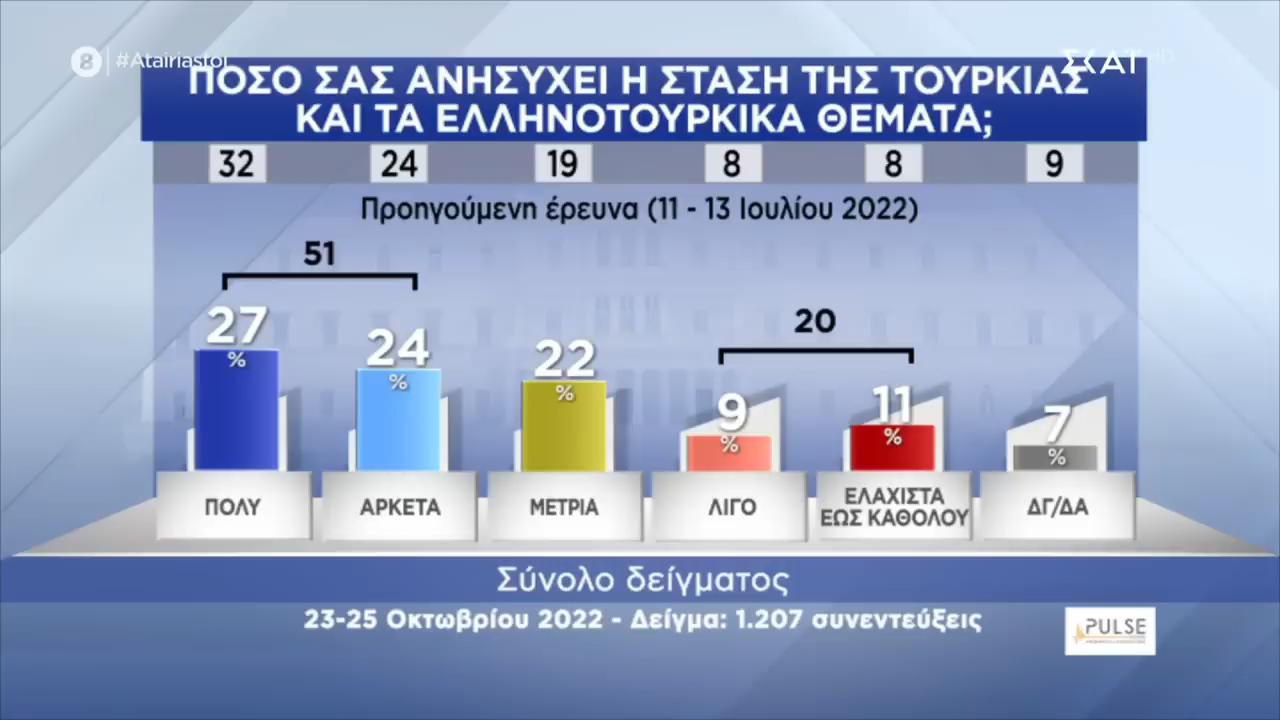 8 #Atairiastoi
ΣΚΑΪ HD
ΠΟΣΟ ΣΑΣ ΑΝΗΣΥΧΕΙ Η ΣΤΑΣΗ ΤΗΣ ΤΟΥΡΚΙΑΣ
ΚΑΙ ΤΑ ΕΛΛΗΝΟΤΟΥΡΚΙΚΑ ΘΕΜΑΤΑ;
32 24 19 8 8 9
Προηγούμενη έρευνα (11 - 13 Ιουλίου 2022)
51
20
27% 24% 22% 9% 11% 7%
ΠΟΛΥ ΑΡΚΕΤΑ ΜΕΤΡΙΑ ΛΙΓΟ ΕΛΑΧΙΣΤΑ ΔΓ/ΔΑ
ΕΩΣ ΚΑΘΟΛΟΥ
Σύνολο δείγματος
23-25 Οκτωβρίου 2022 - Δείγμα: 1.207 συνεντεύξεις
PULSE